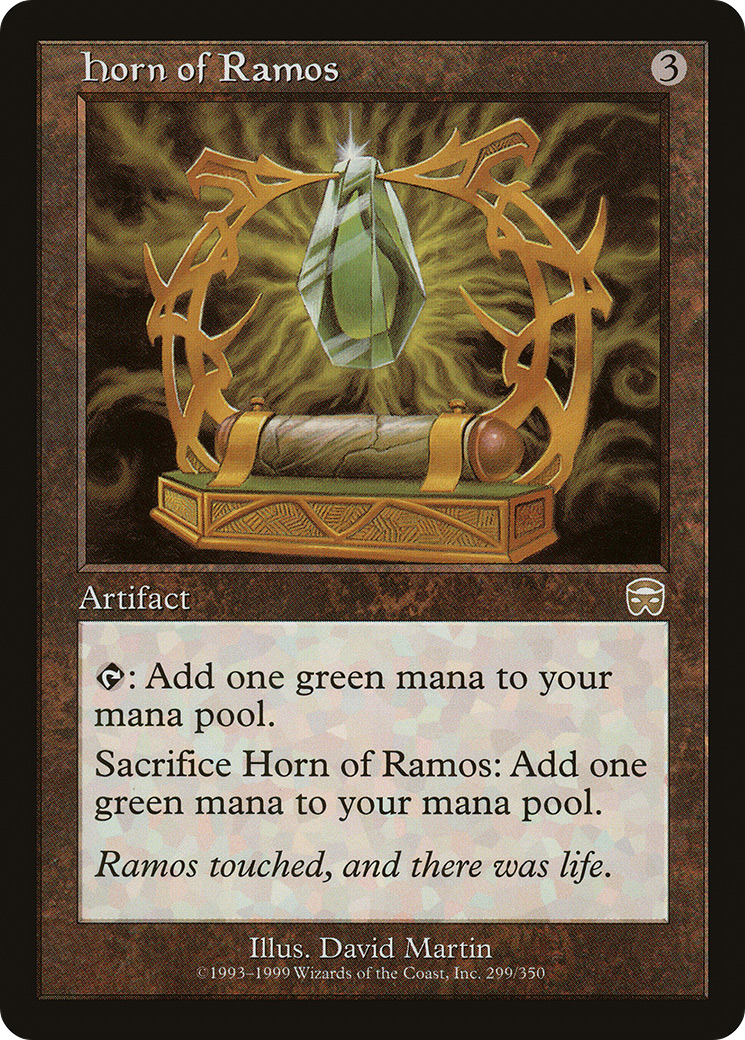 Horn of Ramos
3
Artifact
: Add one green mana to your
mana pool.
Sacrifice Horn of Ramos: Add one
green mana to your mana pool.
Ramos touched, and there was life.
Illus. David Martin
©1993–1999 Wizards of the Coast, Inc. 299/350